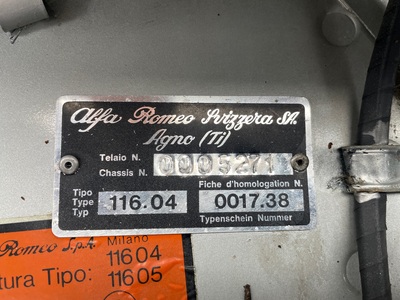 Alfa Romeo Svizzera SA.
Agno (Ti)
Telaio N.
Chassis N. 0005271
Tipo
Type 116.04
Typ
Fiche d'homologation N.
0017.38
Typenschein Nummer
Romeo S.p.A. Milano
11604
tura Tipo: 11605